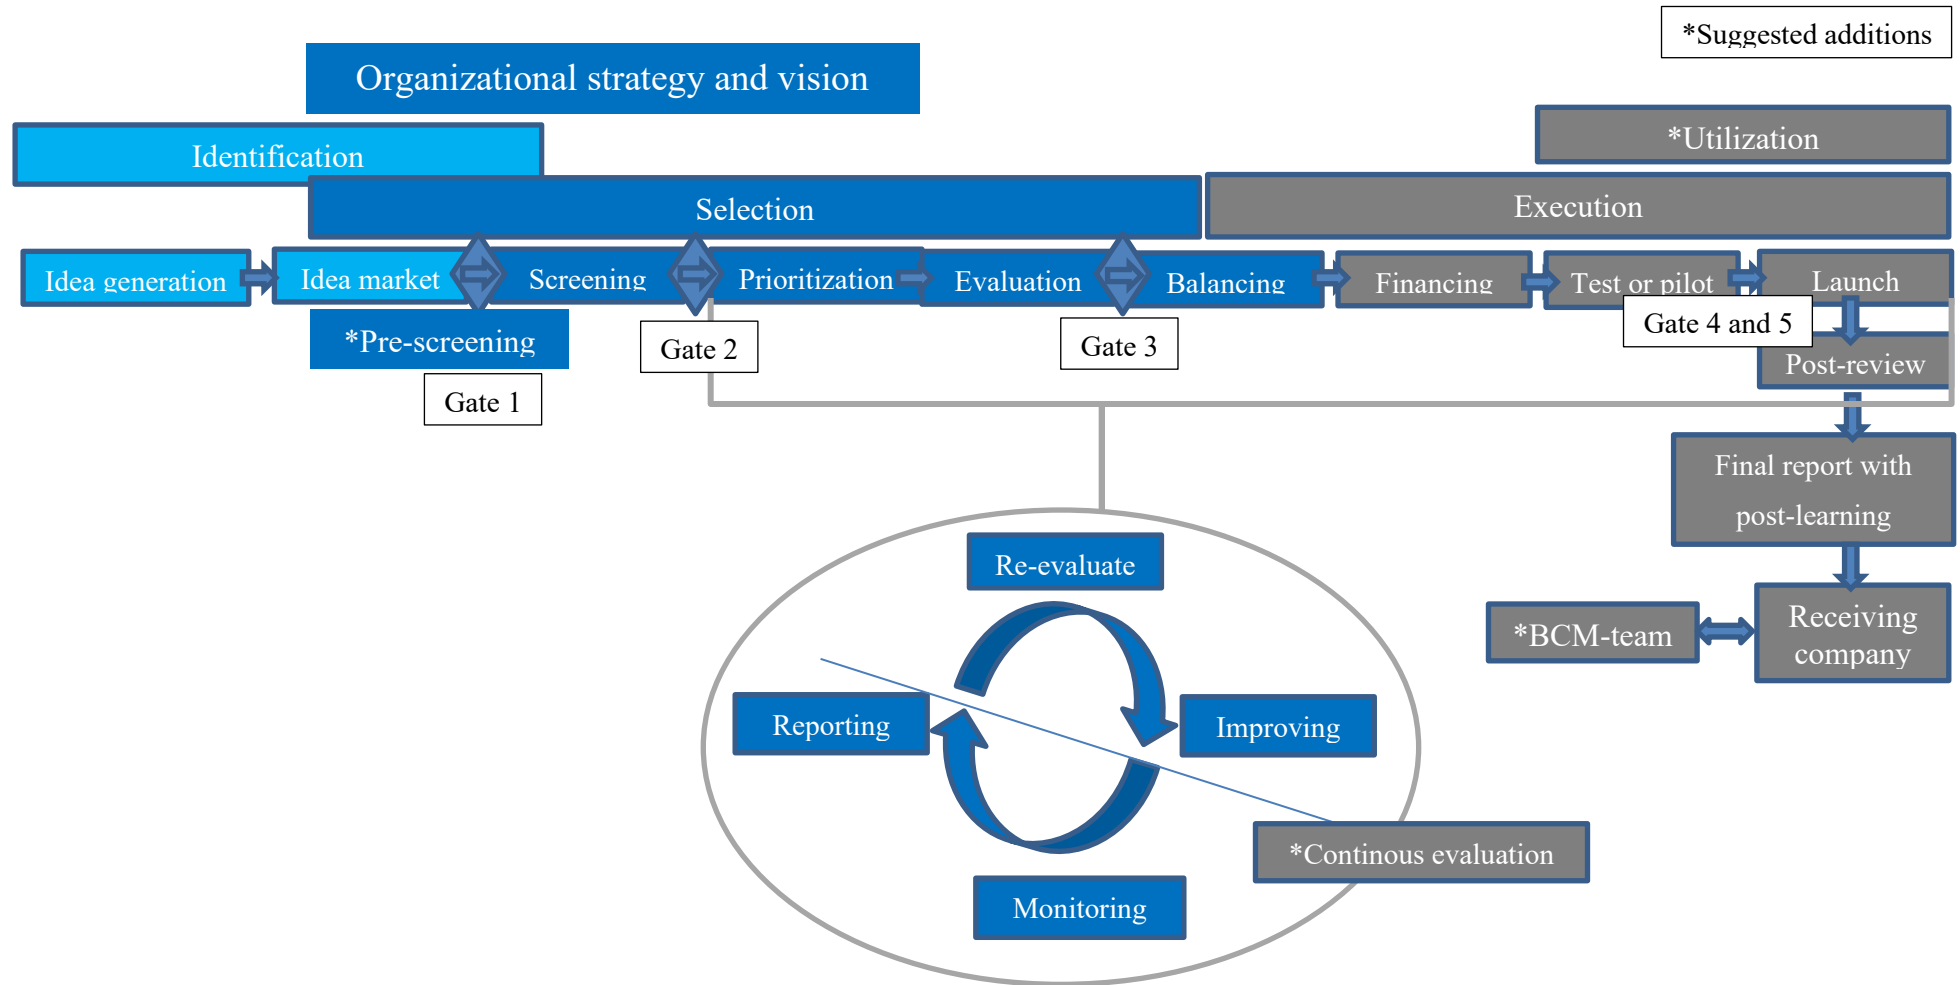 *Suggested additions
Organizational strategy and vision
Identification
*Utilization
Selection
Execution
Idea generation
Idea market
Screening
Prioritization
Evaluation
Balancing
Financing
Test or pilot
Launch
*Pre-screening
Gate 1
Gate 2
Gate 3
Gate 4 and 5
Post-review
Final report with
post-learning
Re-evaluate
*BCM-team
Receiving
company
Reporting
Improving
*Continous evaluation
Monitoring